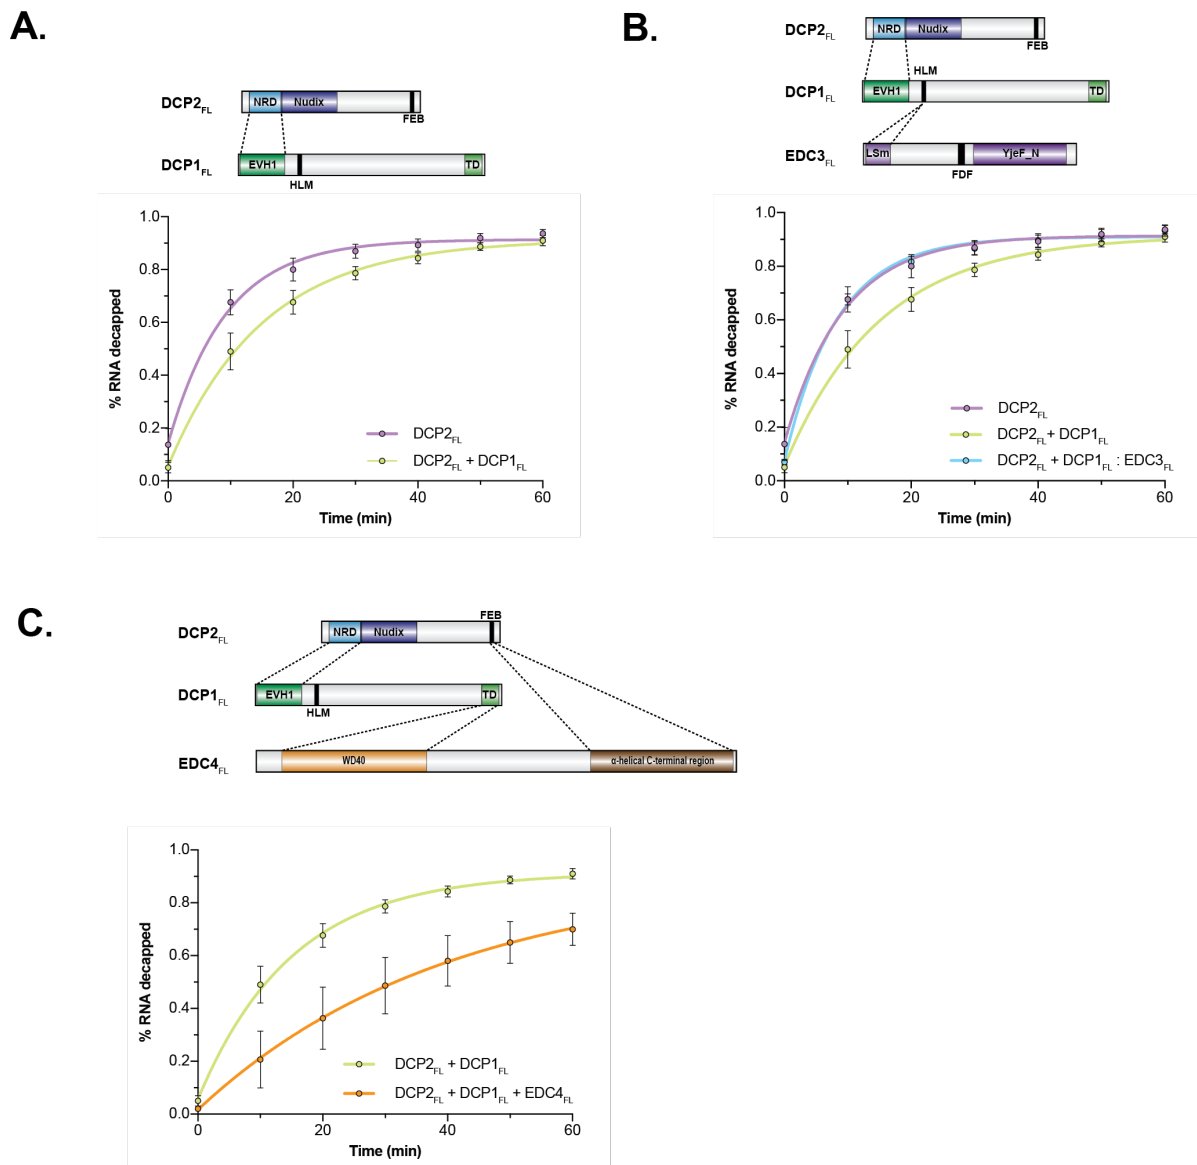 A.
DCP2FL
NRD Nudix
FEB
DCP1FL
EVH1 TD
HLM
1.0
0.8
0.6
0.4
0.2
0.0
% RNA decapped
DCP2FL
DCP2FL + DCP1FL
0 20 40 60
Time (min)
B.
DCP2FL
NRD Nudix
FEB
HLM
DCP1FL
EVH1 TD
EDC3FL
LSm YjeF_N
FDF
1.0
0.8
0.6
0.4
0.2
0.0
% RNA decapped
DCP2FL
DCP2FL + DCP1FL
DCP2FL + DCP1FL : EDC3FL
0 20 40 60
Time (min)
C.
FEB
DCP2FL
NRD Nudix
DCP1FL
EVH1 TD
HLM
EDC4FL
WD40 α-helical C-terminal region
1.0
0.8
0.6
0.4
0.2
0.0
% RNA decapped
DCP2FL + DCP1FL
DCP2FL + DCP1FL + EDC4FL
0 20 40 60
Time (min)